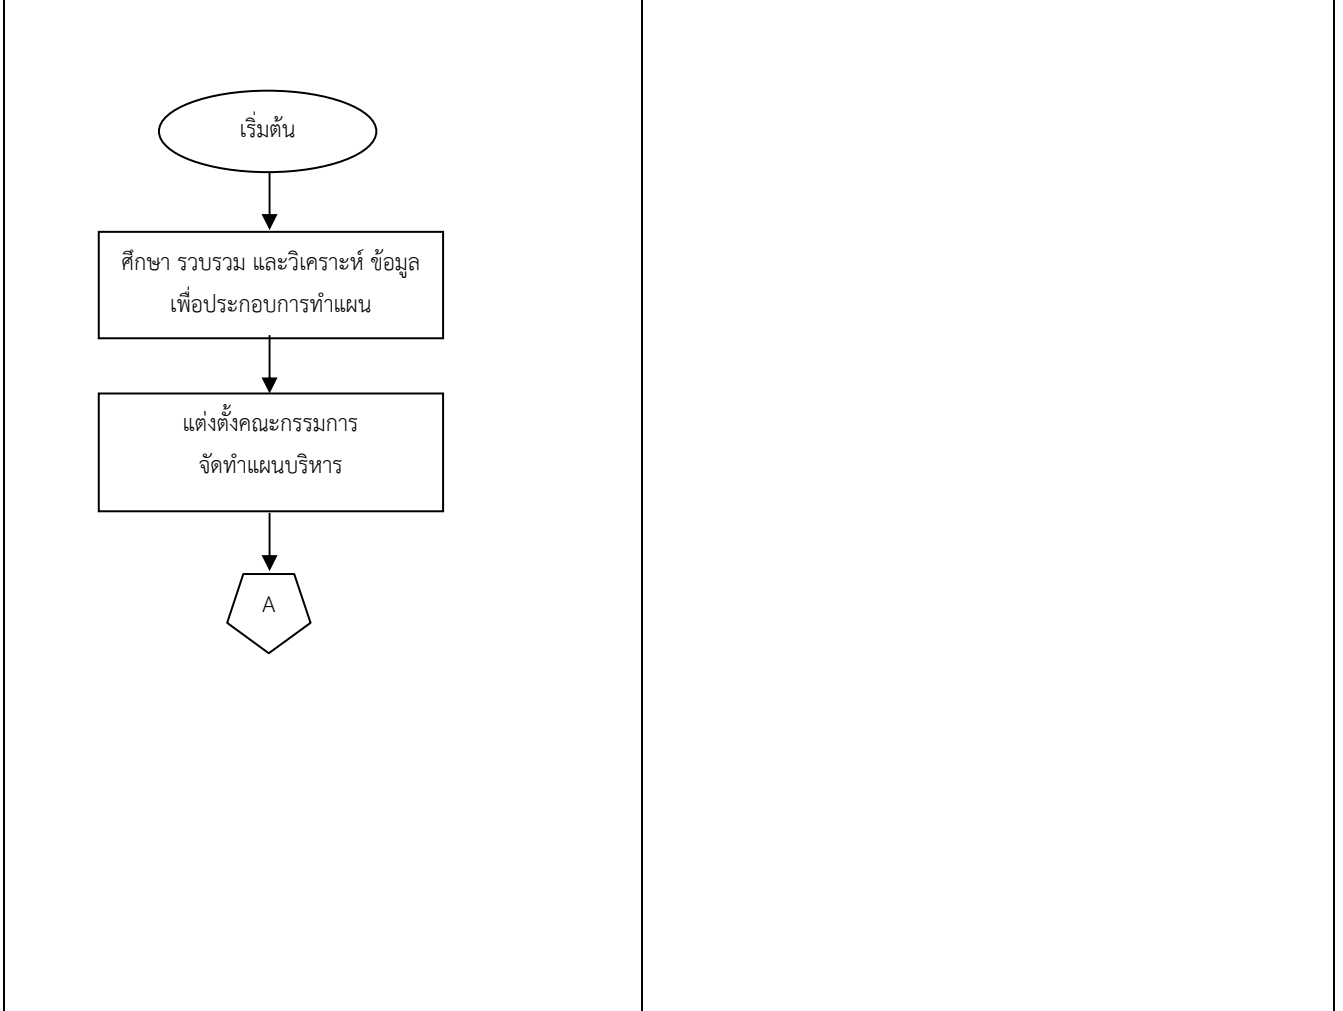 เริ่มต้น
ศึกษา รวบรวม และวิเคราะห์ ข้อมูล
เพื่อประกอบการทำแผน
แต่งตั้งคณะกรรมการ
จัดทำแผนบริหาร
A